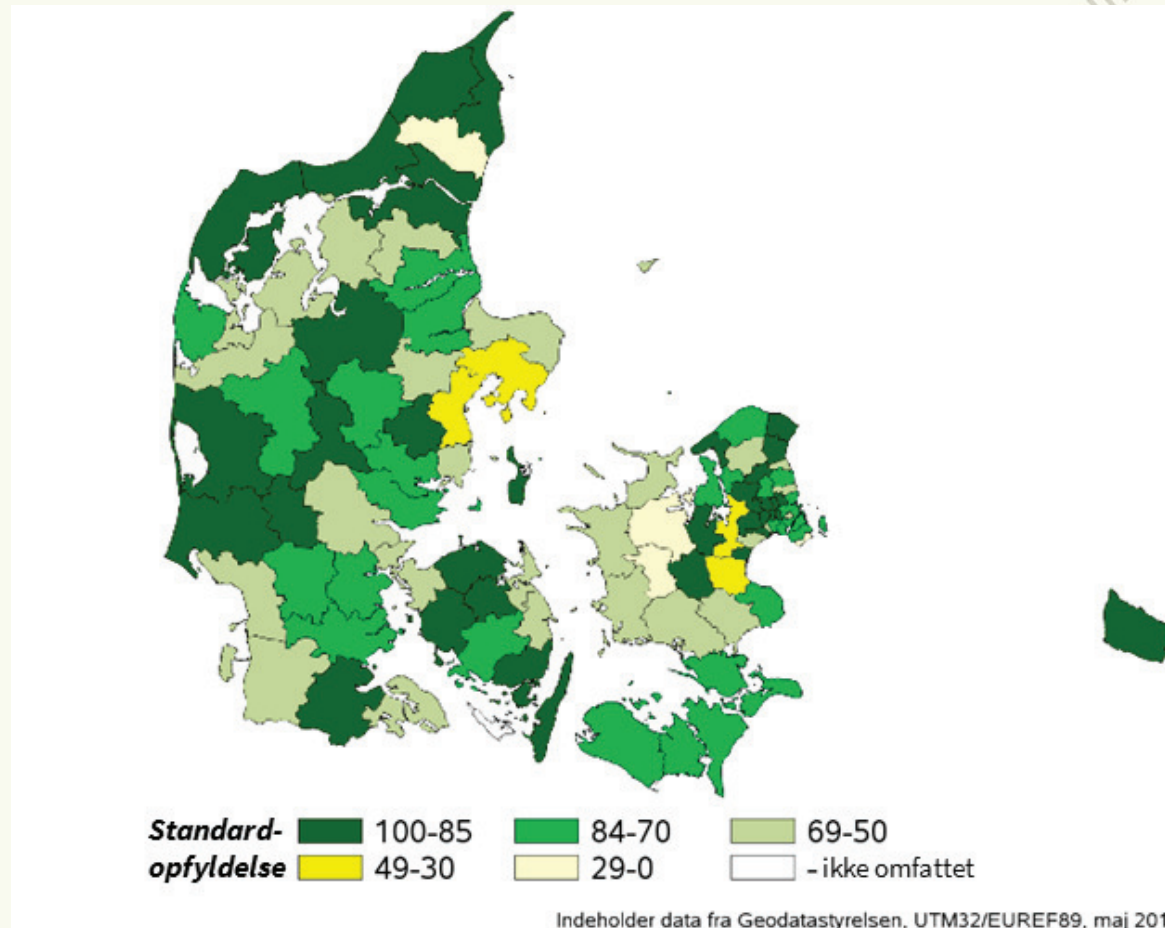 Standard- 100-85 84-70 69-50
opfyldelse 49-30 29-0 - ikke omfattet
Indeholder data fra Geodatastyrelsen, UTM32/EUREF89, maj 201